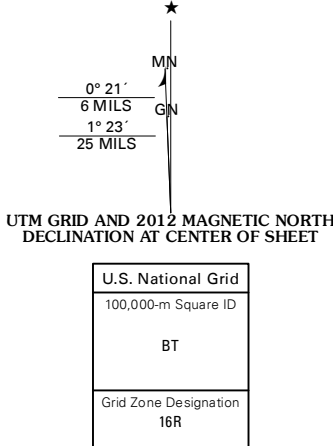 ★
MN
0° 21´
6 MILS
GN
1° 23´
25 MILS
UTM GRID AND 2012 MAGNETIC NORTH
DECLINATION AT CENTER OF SHEET
U.S. National Grid
100,000-m Square ID
BT
Grid Zone Designation
16R